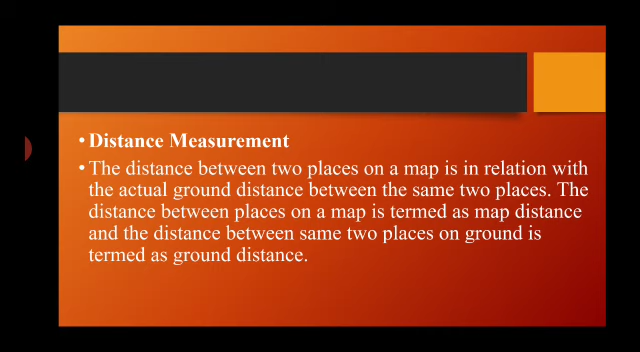 • Distance Measurement
• The distance between two places on a map is in relation with
the actual ground distance between the same two places. The
distance between places on a map is termed as map distance
and the distance between same two places on ground is
termed as ground distance.